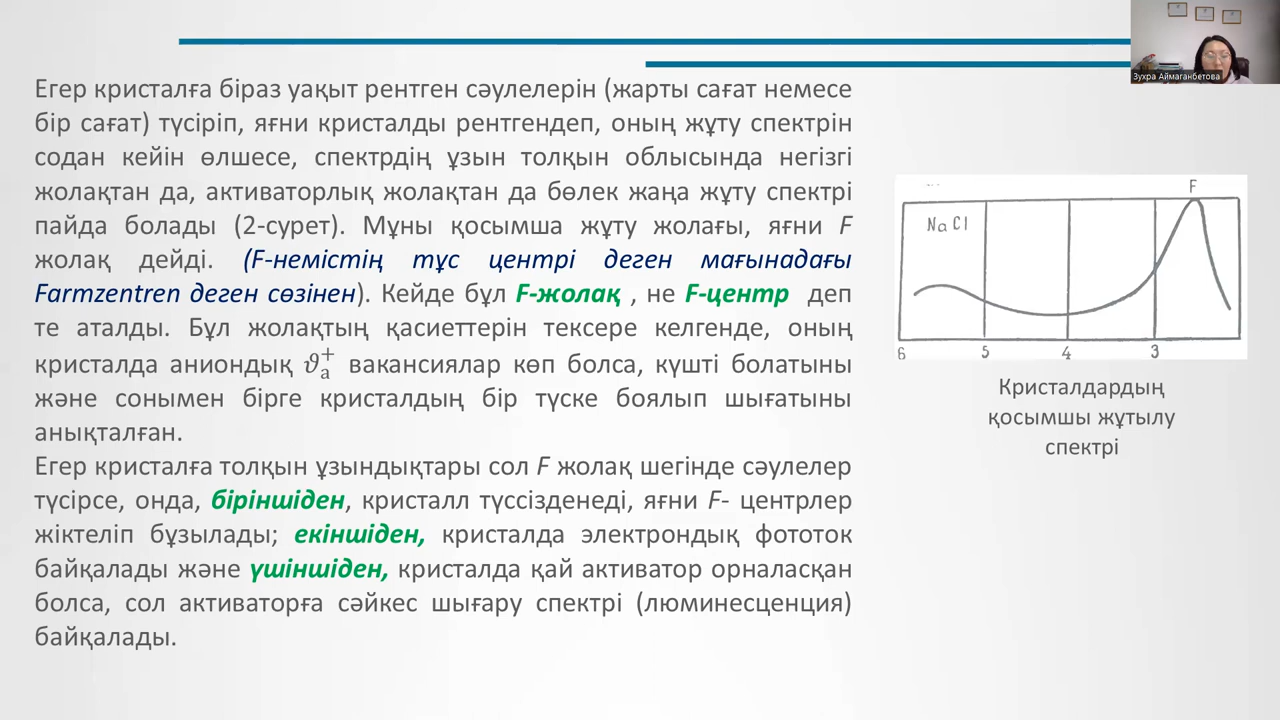 Зухра Аймаганбетова
Егер кристалға біраз уақыт рентген сәулелерін (жарты сағат немесе
бір сағат) түсіріп, яғни кристалды рентгендеп, оның жұту спектрін
содан кейін өлшесе, спектрдің ұзын толқын облысында негізгі
жолақтан да, активаторлық жолақтан да бөлек жаңа жұту спектрі
пайда болады (2-сурет). Мұны қосымша жұту жолағы, яғни F
жолақ дейді. (F-немістің түс центрі деген мағынадағы
Farmzentren деген сөзінен). Кейде бұл F-жолақ , не F-центр деп
те аталды. Бұл жолақтың қасиеттерін тексере келгенде, оның
кристалда аниондық 𝜗ₐ⁺ вакансиялар көп болса, күшті болатыны
және сонымен бірге кристалдың бір түске боялып шығатыны
анықталған.
Егер кристалға толқын ұзындықтары сол F жолақ шегінде сәулелер
түсірсе, онда, біріншіден, кристалл түссізденеді, яғни F- центрлер
жіктеліп бұзылады; екіншіден, кристалда электрондық фототок
байқалады және үшіншіден, кристалда қай активатор орналасқан
болса, сол активаторға сәйкес шығару спектрі (люминесценция)
байқалады.
F
NaCl
6 5 4 3
Кристалдардың
қосымшы жұтылу
спектрі